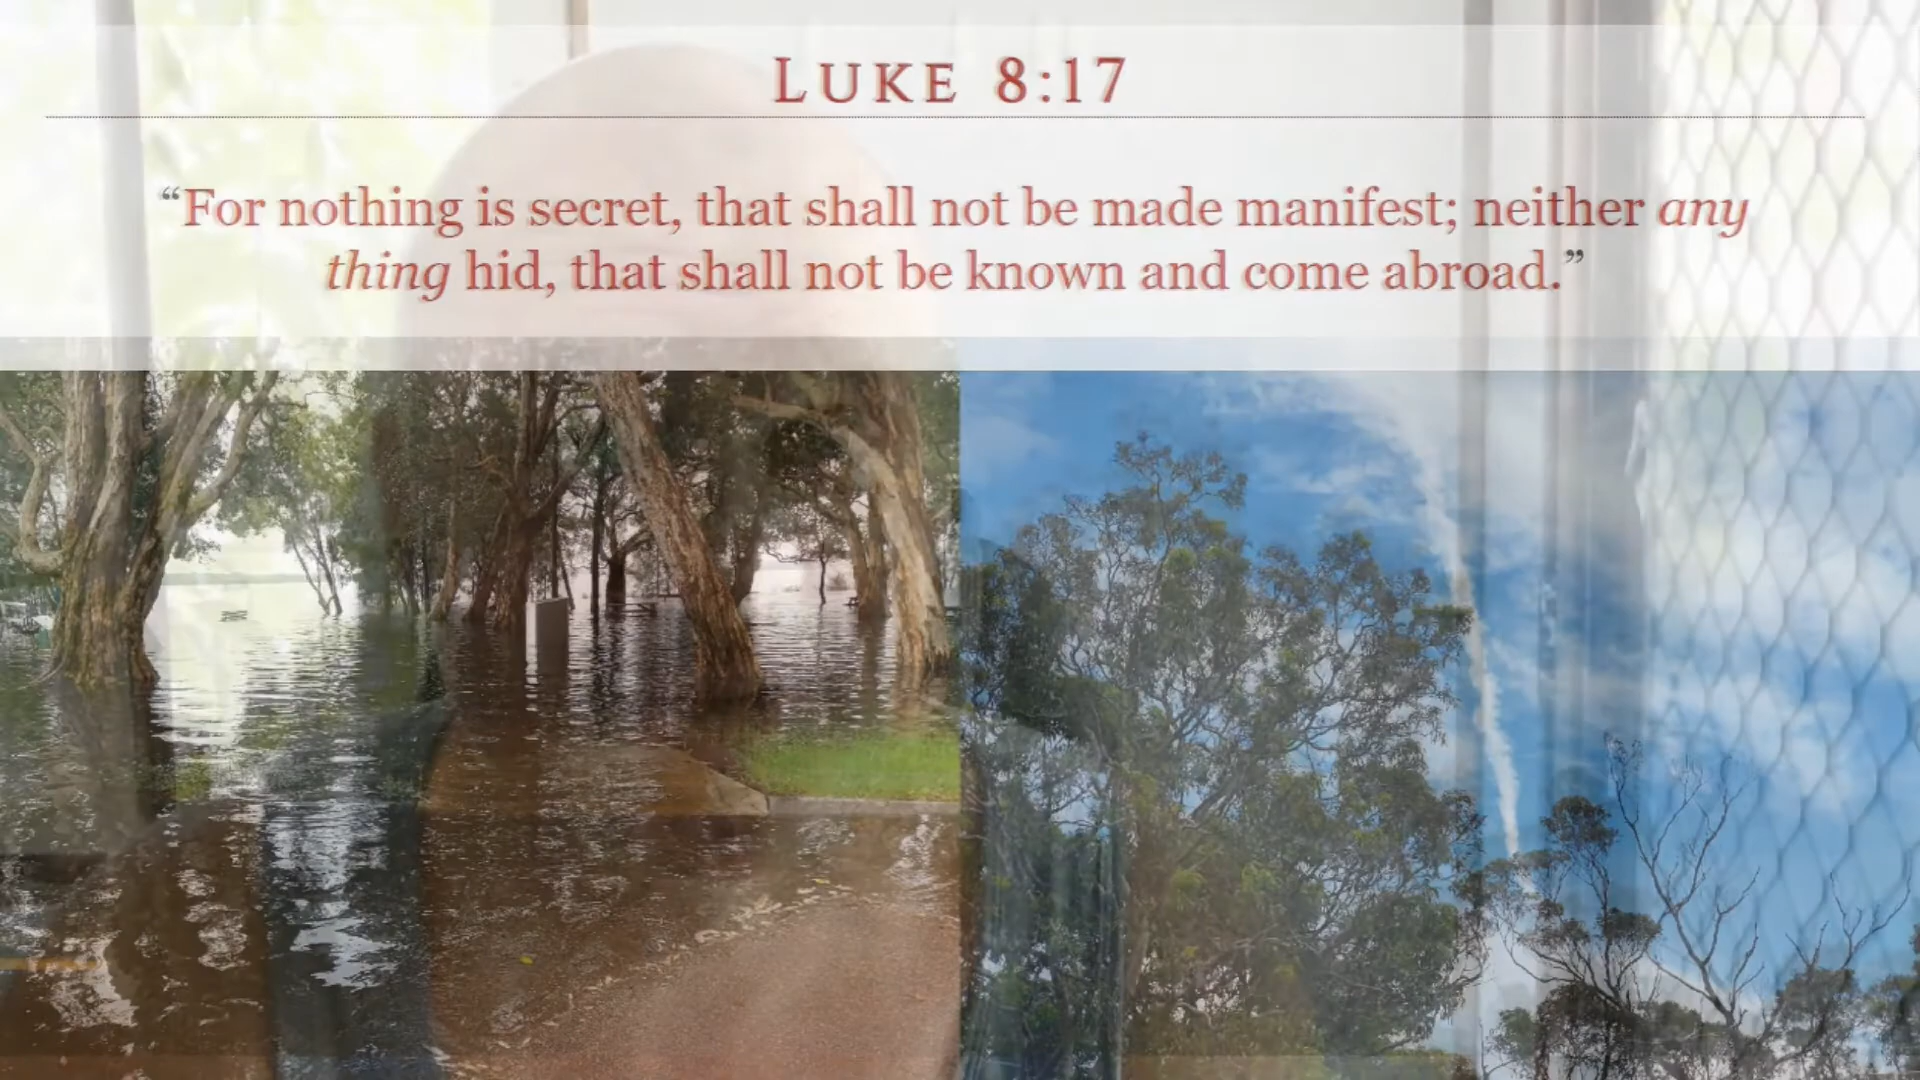 LUKE 8:17
“For nothing is secret, that shall not be made manifest; neither any
thing hid, that shall not be known and come abroad.”